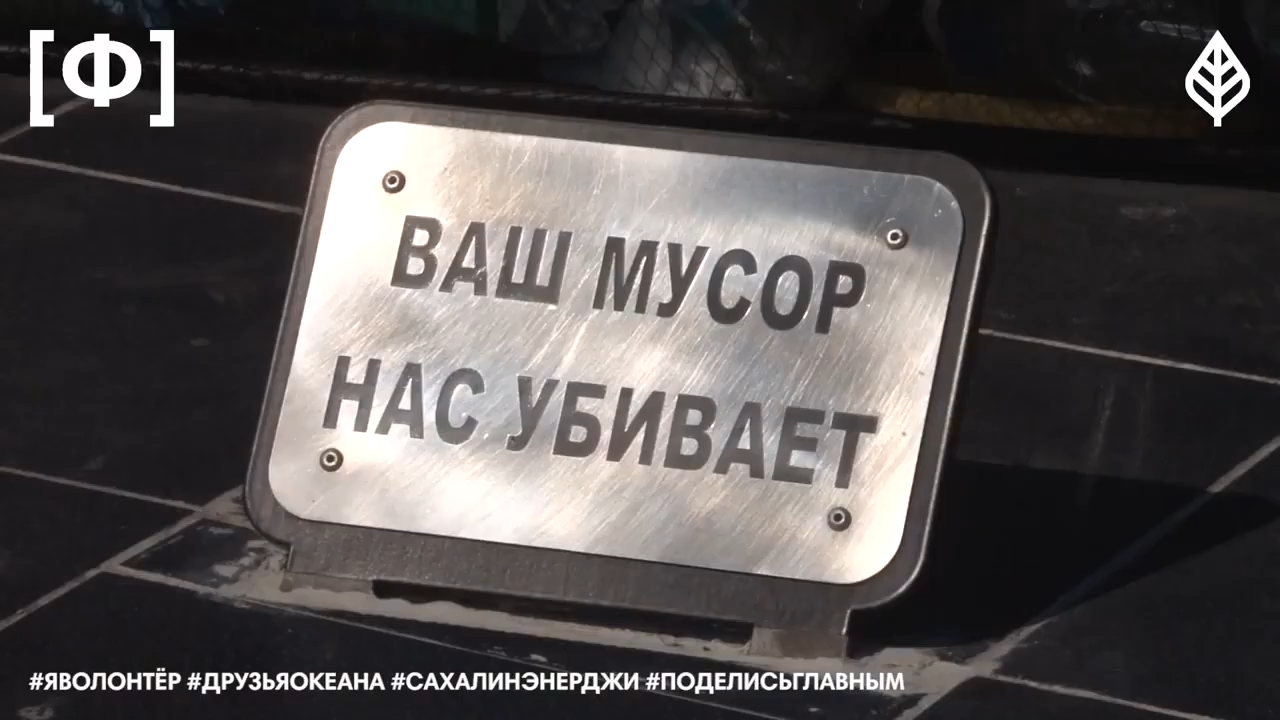 [Ф]
ВАШ МУСОР
НАС УБИВАЕТ
#ЯВОЛОНТЁР #ДРУЗЬЯОКЕАНА #САХАЛИНЭНЕРДЖИ #ПОДЕЛИСЬГЛАВНЫМ